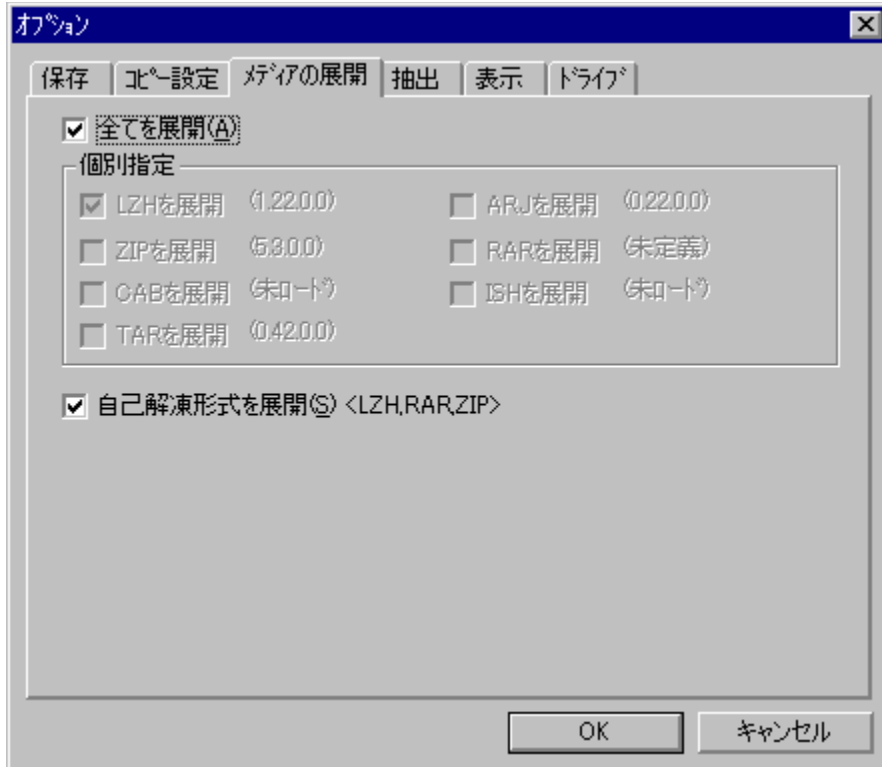 ｵﾌﾟｼｮﾝ
保存 ｺﾋﾟｰ設定 ﾒﾃﾞｨｱの展開 抽出 表示 ﾄﾞﾗｲﾌﾞ
全てを展開(A)
個別指定
LZHを展開 (1.22.0.0) ARJを展開 (0.22.0.0)
ZIPを展開 (5.3.0.0) RARを展開 (未定義)
CABを展開 (未ﾛｰﾄﾞ) ISHを展開 (未ﾛｰﾄﾞ)
TARを展開 (0.42.0.0)
自己解凍形式を展開(S) <LZH,RAR,ZIP>
OK キャンセル